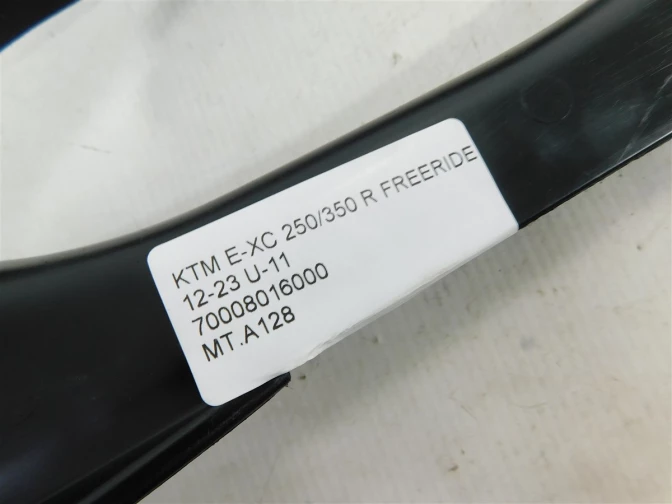 KTM E-XC 250/350 R FREERIDE
12-23 U-11
70008016000
MT.A128